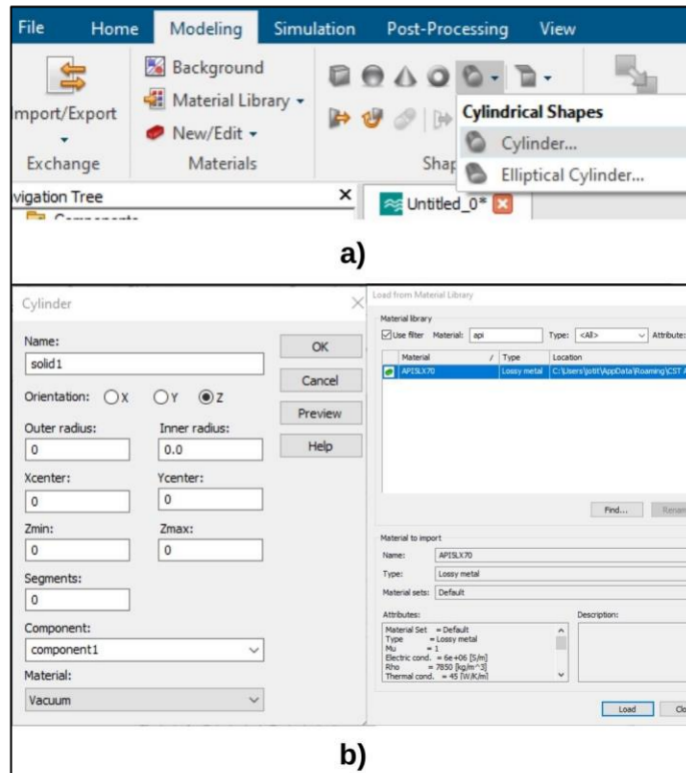 File Home Modeling Simulation Post-Processing View
Background
Material Library
New/Edit
Import/Export
Exchange
Materials
Cylindrical Shapes
Cylinder...
Elliptical Cylinder...
vigation Tree
Untitled_0*
a)
Cylinder
Name:
solid1
Orientation: X Y Z
Outer radius: Inner radius:
0 0.0
Xcenter: Ycenter:
0 0
Zmin: Zmax:
0 0
Segments:
0
Component:
component1
Material:
Vacuum
OK
Cancel
Preview
Help
Load from Material Library
Material library
Use filter Material: api Type: <All> Attribute:
Material / Type Location
APISLX70 Lossy metal C:\Users\jotit\AppData\Roaming\CST A
Find...
Material to import
Name: APISLX70
Type: Lossy metal
Material sets: Default
Attributes: Description:
Material Set = Default
Type = Lossy metal
Mu = 1
Electric cond. = 6e+06 [S/m]
Rho = 7850 [kg/m^3]
Thermal cond. = 45 [W/K/m]
Load
b)